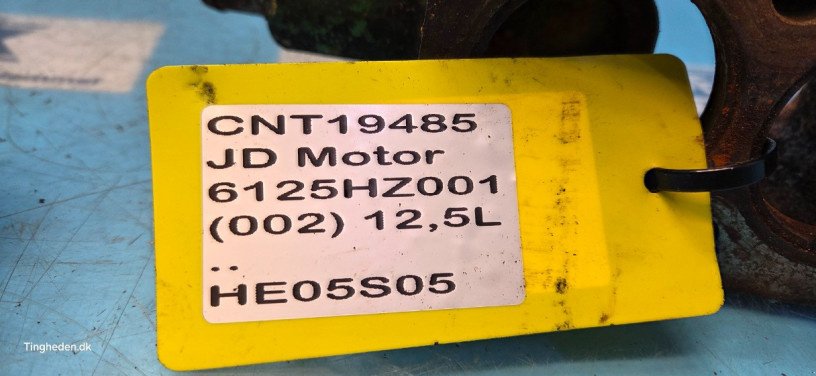 CNT19485
JD Motor
6125HZ001
(002) 12,5L
..
HE05S05
Tingheden.dk